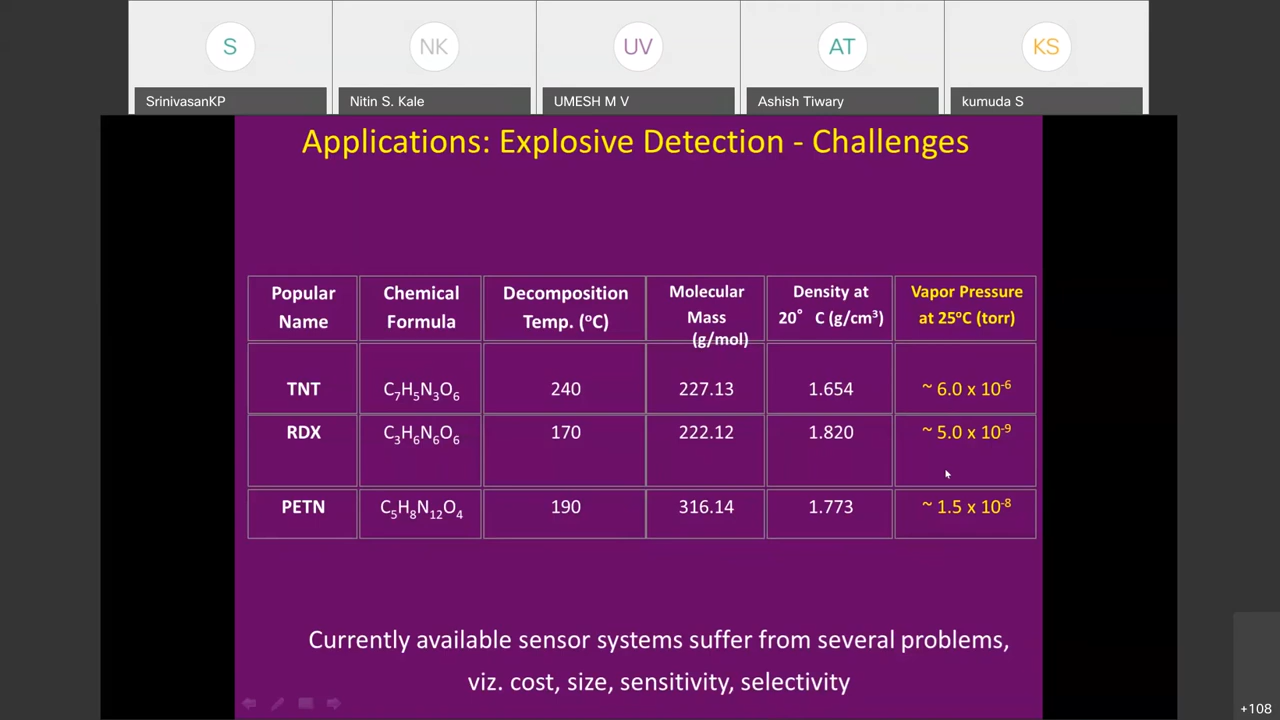 S NK UV AT KS
SrinivasanKP Nitin S. Kale UMESH M V Ashish Tiwary kumuda S
Applications: Explosive Detection - Challenges
Popular Name Chemical Formula Decomposition Temp. (⁰C) Molecular Mass (g/mol) Density at 20° C (g/cm³) Vapor Pressure at 25⁰C (torr)
TNT C₇H₅N₃O₆ 240 227.13 1.654 ~ 6.0 x 10⁻⁶
RDX C₃H₆N₆O₆ 170 222.12 1.820 ~ 5.0 x 10⁻⁹
PETN C₅H₈N₁₂O₄ 190 316.14 1.773 ~ 1.5 x 10⁻⁸
Currently available sensor systems suffer from several problems,
viz. cost, size, sensitivity, selectivity
+108